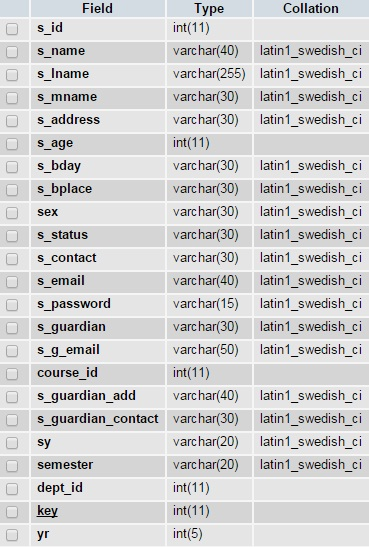 Field Type Collation
s_id int(11)
s_name varchar(40) latin1_swedish_ci
s_lname varchar(255) latin1_swedish_ci
s_mname varchar(30) latin1_swedish_ci
s_address varchar(30) latin1_swedish_ci
s_age int(11)
s_bday varchar(30) latin1_swedish_ci
s_bplace varchar(30) latin1_swedish_ci
sex varchar(30) latin1_swedish_ci
s_status varchar(30) latin1_swedish_ci
s_contact varchar(30) latin1_swedish_ci
s_email varchar(40) latin1_swedish_ci
s_password varchar(15) latin1_swedish_ci
s_guardian varchar(30) latin1_swedish_ci
s_g_email varchar(50) latin1_swedish_ci
course_id int(11)
s_guardian_add varchar(40) latin1_swedish_ci
s_guardian_contact varchar(30) latin1_swedish_ci
sy varchar(20) latin1_swedish_ci
semester varchar(20) latin1_swedish_ci
dept_id int(11)
key int(11)
yr int(5)